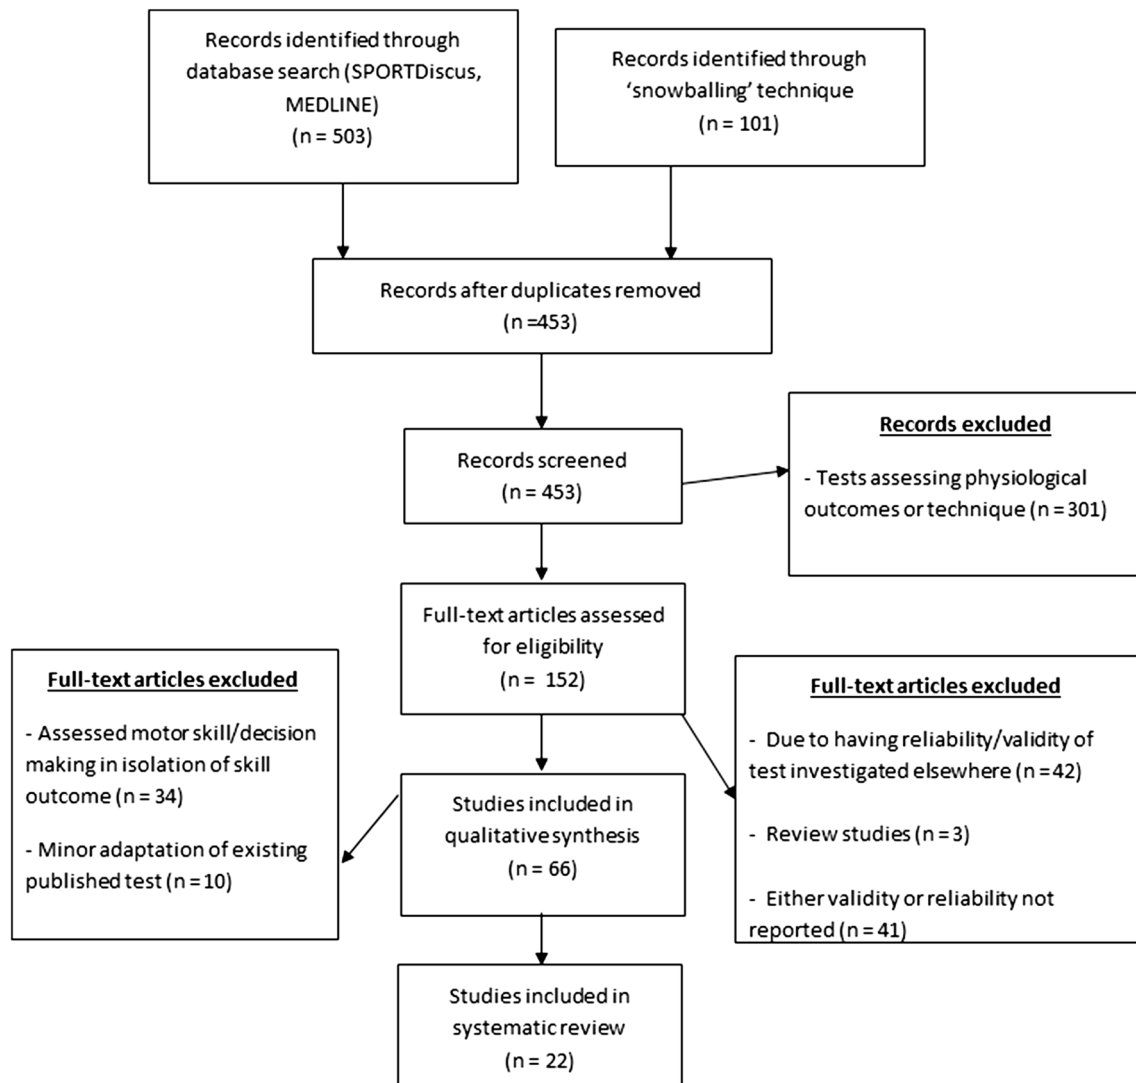 Records identified through
database search (SPORTDiscus,
MEDLINE)
(n = 503)
Records identified through
‘snowballing’ technique
(n = 101)
Records after duplicates removed
(n =453)
Records screened
(n = 453)
Records excluded
- Tests assessing physiological
outcomes or technique (n = 301)
Full-text articles assessed
for eligibility
(n = 152)
Full-text articles excluded
- Assessed motor skill/decision
making in isolation of skill
outcome (n = 34)
- Minor adaptation of existing
published test (n = 10)
Full-text articles excluded
- Due to having reliability/validity of
test investigated elsewhere (n = 42)
- Review studies (n = 3)
- Either validity or reliability not
reported (n = 41)
Studies included in
qualitative synthesis
(n = 66)
Studies included in
systematic review
(n = 22)